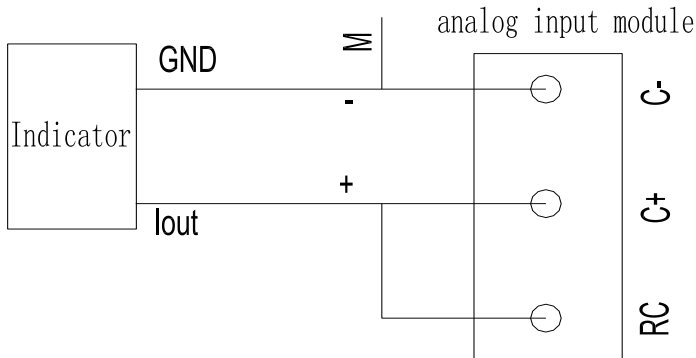 analog input module
M
GND
C-
-
Indicator
+
C+
Iout
RC